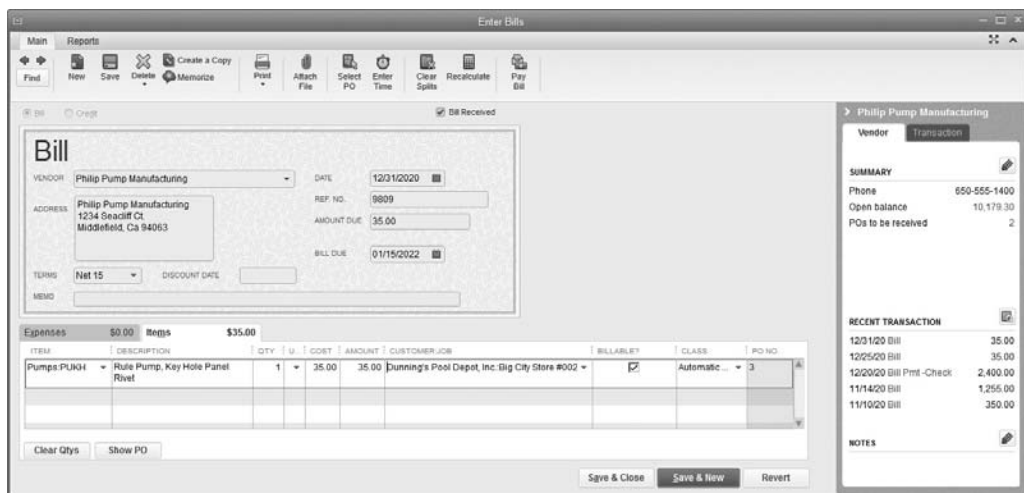 Enter Bills
Main Reports
Find New Save Delete Create a Copy Memorize Print Attach File Select PO Enter Time Clear Splits Recalculate Pay Bill
Bill Credit Bill Received
Bill
VENDOR Philip Pump Manufacturing DATE 12/31/2020
REF. NO. 9809
ADDRESS Philip Pump Manufacturing
1234 Seacliff Ct.
Middlefield, Ca 94063
AMOUNT DUE 35.00
BILL DUE 01/15/2022
TERMS Net 15 DISCOUNT DATE
MEMO
Expenses $0.00 Items $35.00
ITEM DESCRIPTION QTY U... COST AMOUNT CUSTOMER:JOB BILLABLE? CLASS PO NO.
Pumps:PUKH Rule Pump, Key Hole Panel 1 35.00 35.00 Dunning's Pool Depot, Inc.:Big City Store #002 Automatic ... 3
Rivet
Clear Qtys Show PO
Save & Close Save & New Revert
Philip Pump Manufacturing
Vendor Transaction
SUMMARY
Phone 650-555-1400
Open balance 10,179.30
POs to be received 2
RECENT TRANSACTION
12/31/20 Bill 35.00
12/25/20 Bill 35.00
12/20/20 Bill Pmt -Check 2,400.00
11/14/20 Bill 1,255.00
11/10/20 Bill 350.00
NOTES